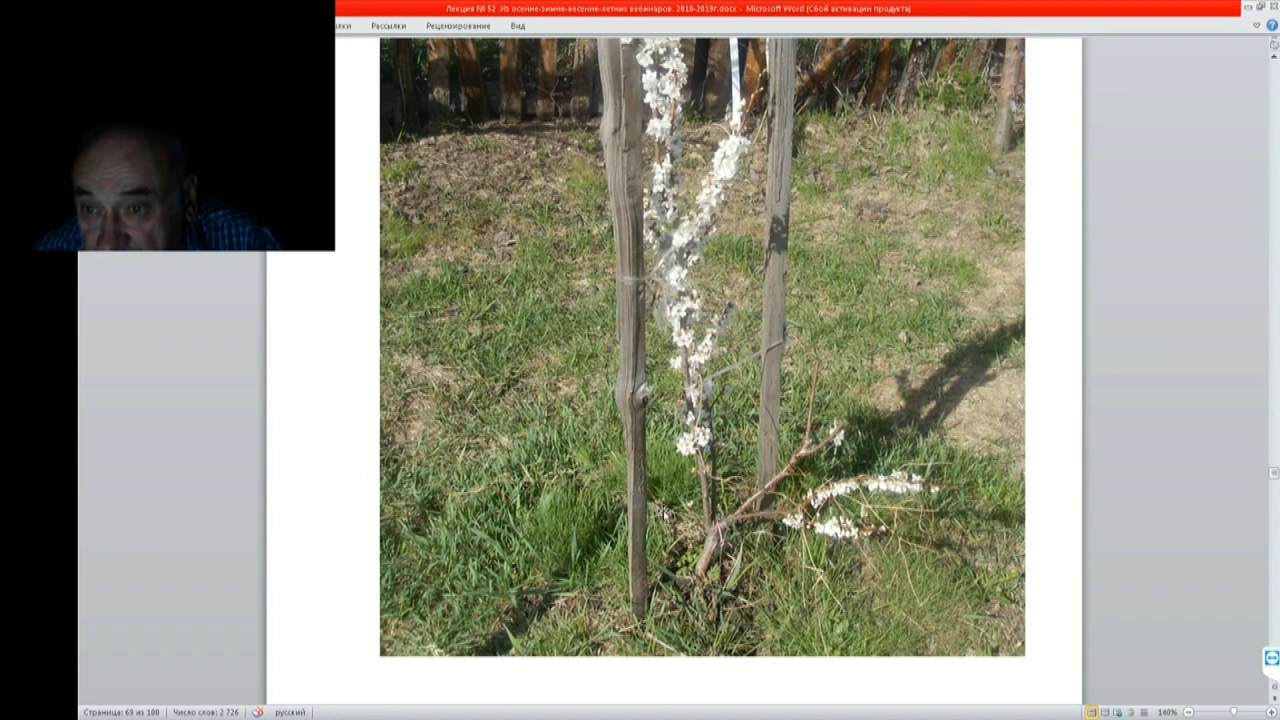 Лекция № 52 .Из осенне-зимне-весенне-летних вебинаров. 2018-2019г.docx - Microsoft Word (Сбой активации продукта)
Рассылки Рецензирование Вид
Страница: 69 из 100 Число слов: 2 726 русский 140%